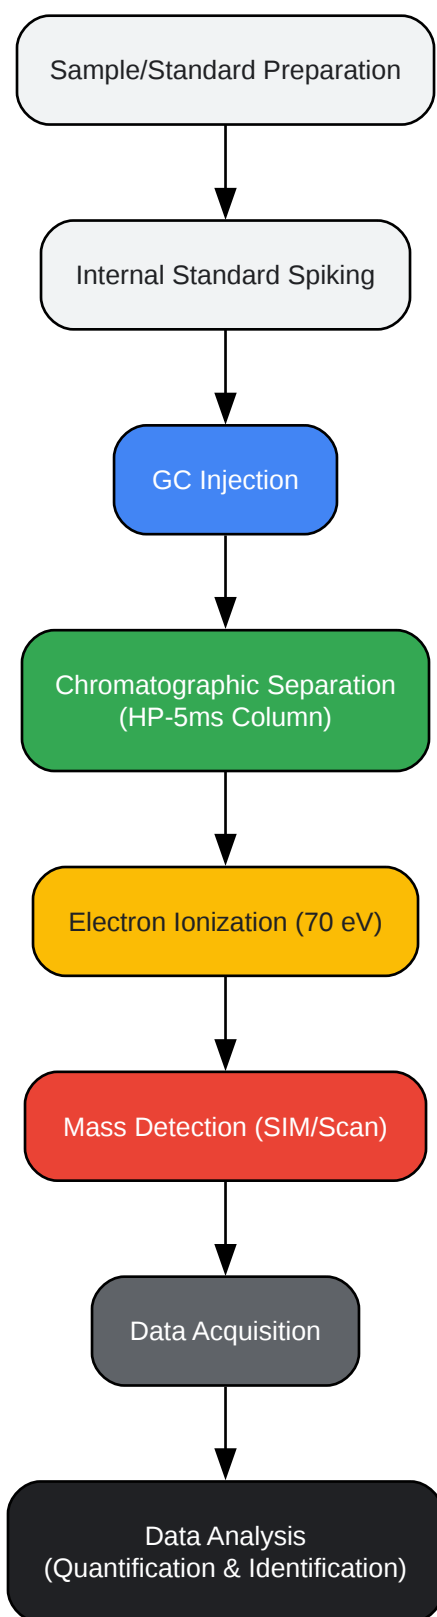 Sample/Standard Preparation
Internal Standard Spiking
GC Injection
Chromatographic Separation
(HP-5ms Column)
Electron Ionization (70 eV)
Mass Detection (SIM/Scan)
Data Acquisition
Data Analysis
(Quantification & Identification)